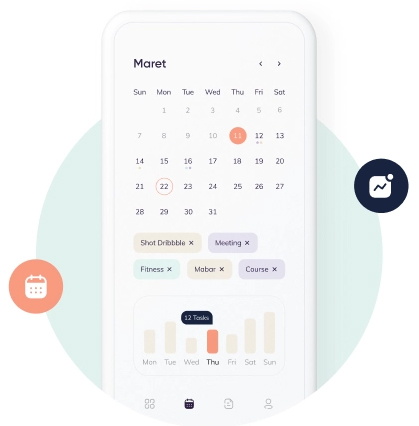 Maret
Sun Mon Tue Wed Thu Fri Sat
1 2 3 4 5 6
7 8 9 10 11 12 13
14 15 16 17 18 19 20
21 22 23 24 25 26 27
28 29 30 31
Shot Dribbble × Meeting ×
Fitness × Mabar × Course ×
12 Tasks
Mon Tue Wed Thu Fri Sat Sun